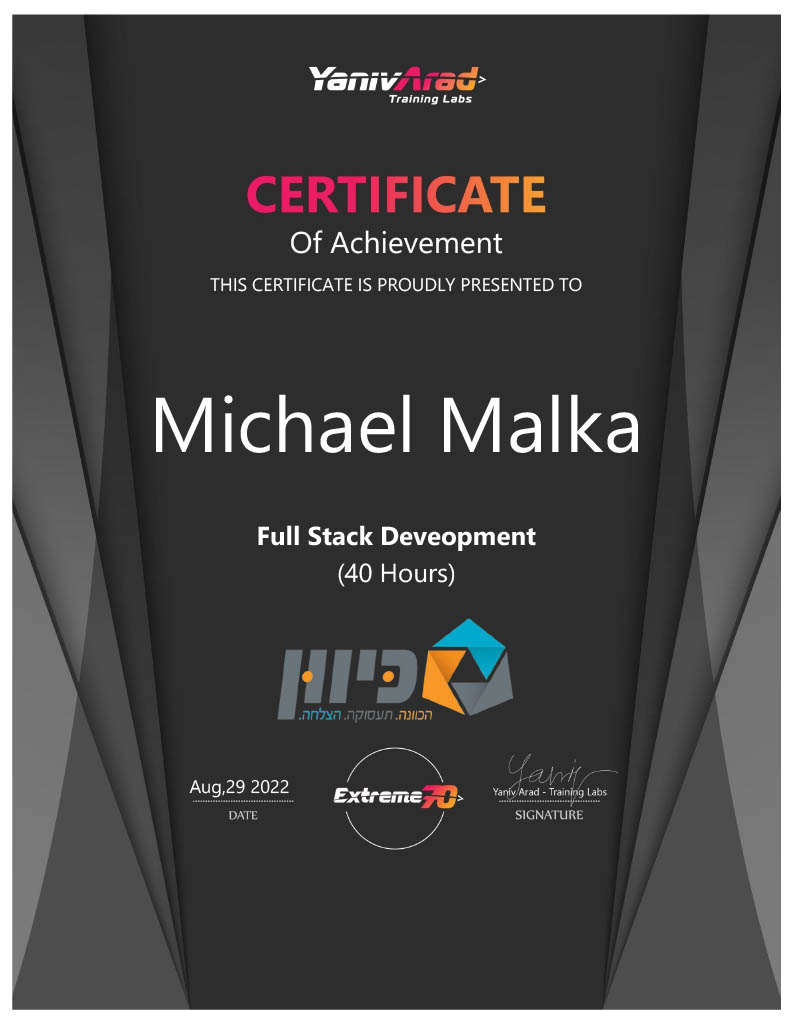 YanivArad>
Training Labs
CERTIFICATE
Of Achievement
THIS CERTIFICATE IS PROUDLY PRESENTED TO
Michael Malka
Full Stack Deveopment
(40 Hours)
כיוון
הכוונה. תעסוקה. הצלחה.
Aug,29 2022
DATE
Extreme70>
Yaniv
Yaniv Arad - Training Labs
SIGNATURE